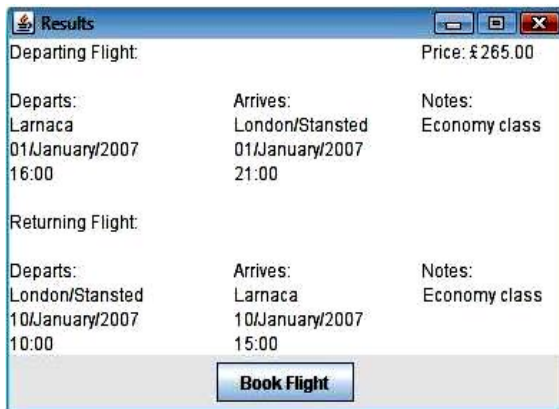 Results
Departing Flight: Price: £265.00
Departs: Arrives: Notes:
Larnaca London/Stansted Economy class
01/January/2007 01/January/2007
16:00 21:00
Returning Flight:
Departs: Arrives: Notes:
London/Stansted Larnaca Economy class
10/January/2007 10/January/2007
10:00 15:00
Book Flight